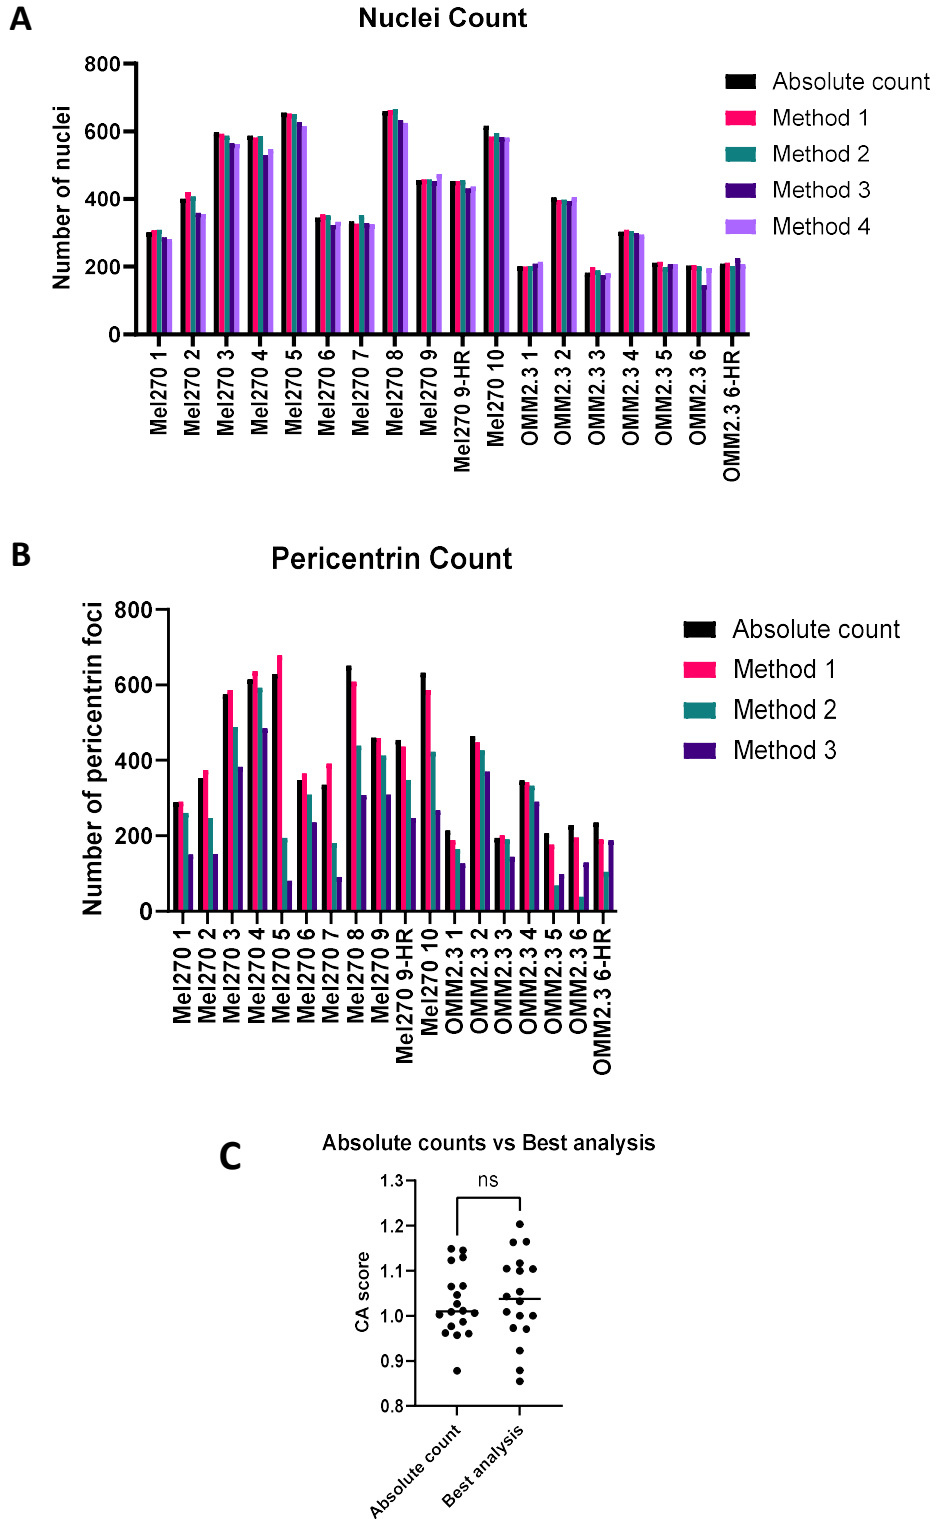 A
Nuclei Count
Number of nuclei
800
600
400
200
0
Absolute count
Method 1
Method 2
Method 3
Method 4
Mel270 1
Mel270 2
Mel270 3
Mel270 4
Mel270 5
Mel270 6
Mel270 7
Mel270 8
Mel270 9
Mel270 9-HR
Mel270 10
OMM2.3 1
OMM2.3 2
OMM2.3 3
OMM2.3 4
OMM2.3 5
OMM2.3 6
OMM2.3 6-HR
B
Pericentrin Count
Number of pericentrin foci
800
600
400
200
0
Absolute count
Method 1
Method 2
Method 3
Mel270 1
Mel270 2
Mel270 3
Mel270 4
Mel270 5
Mel270 6
Mel270 7
Mel270 8
Mel270 9
Mel270 9-HR
Mel270 10
OMM2.3 1
OMM2.3 2
OMM2.3 3
OMM2.3 4
OMM2.3 5
OMM2.3 6
OMM2.3 6-HR
C
Absolute counts vs Best analysis
CA score
1.3
1.2
1.1
1.0
0.9
0.8
ns
Absolute count
Best analysis